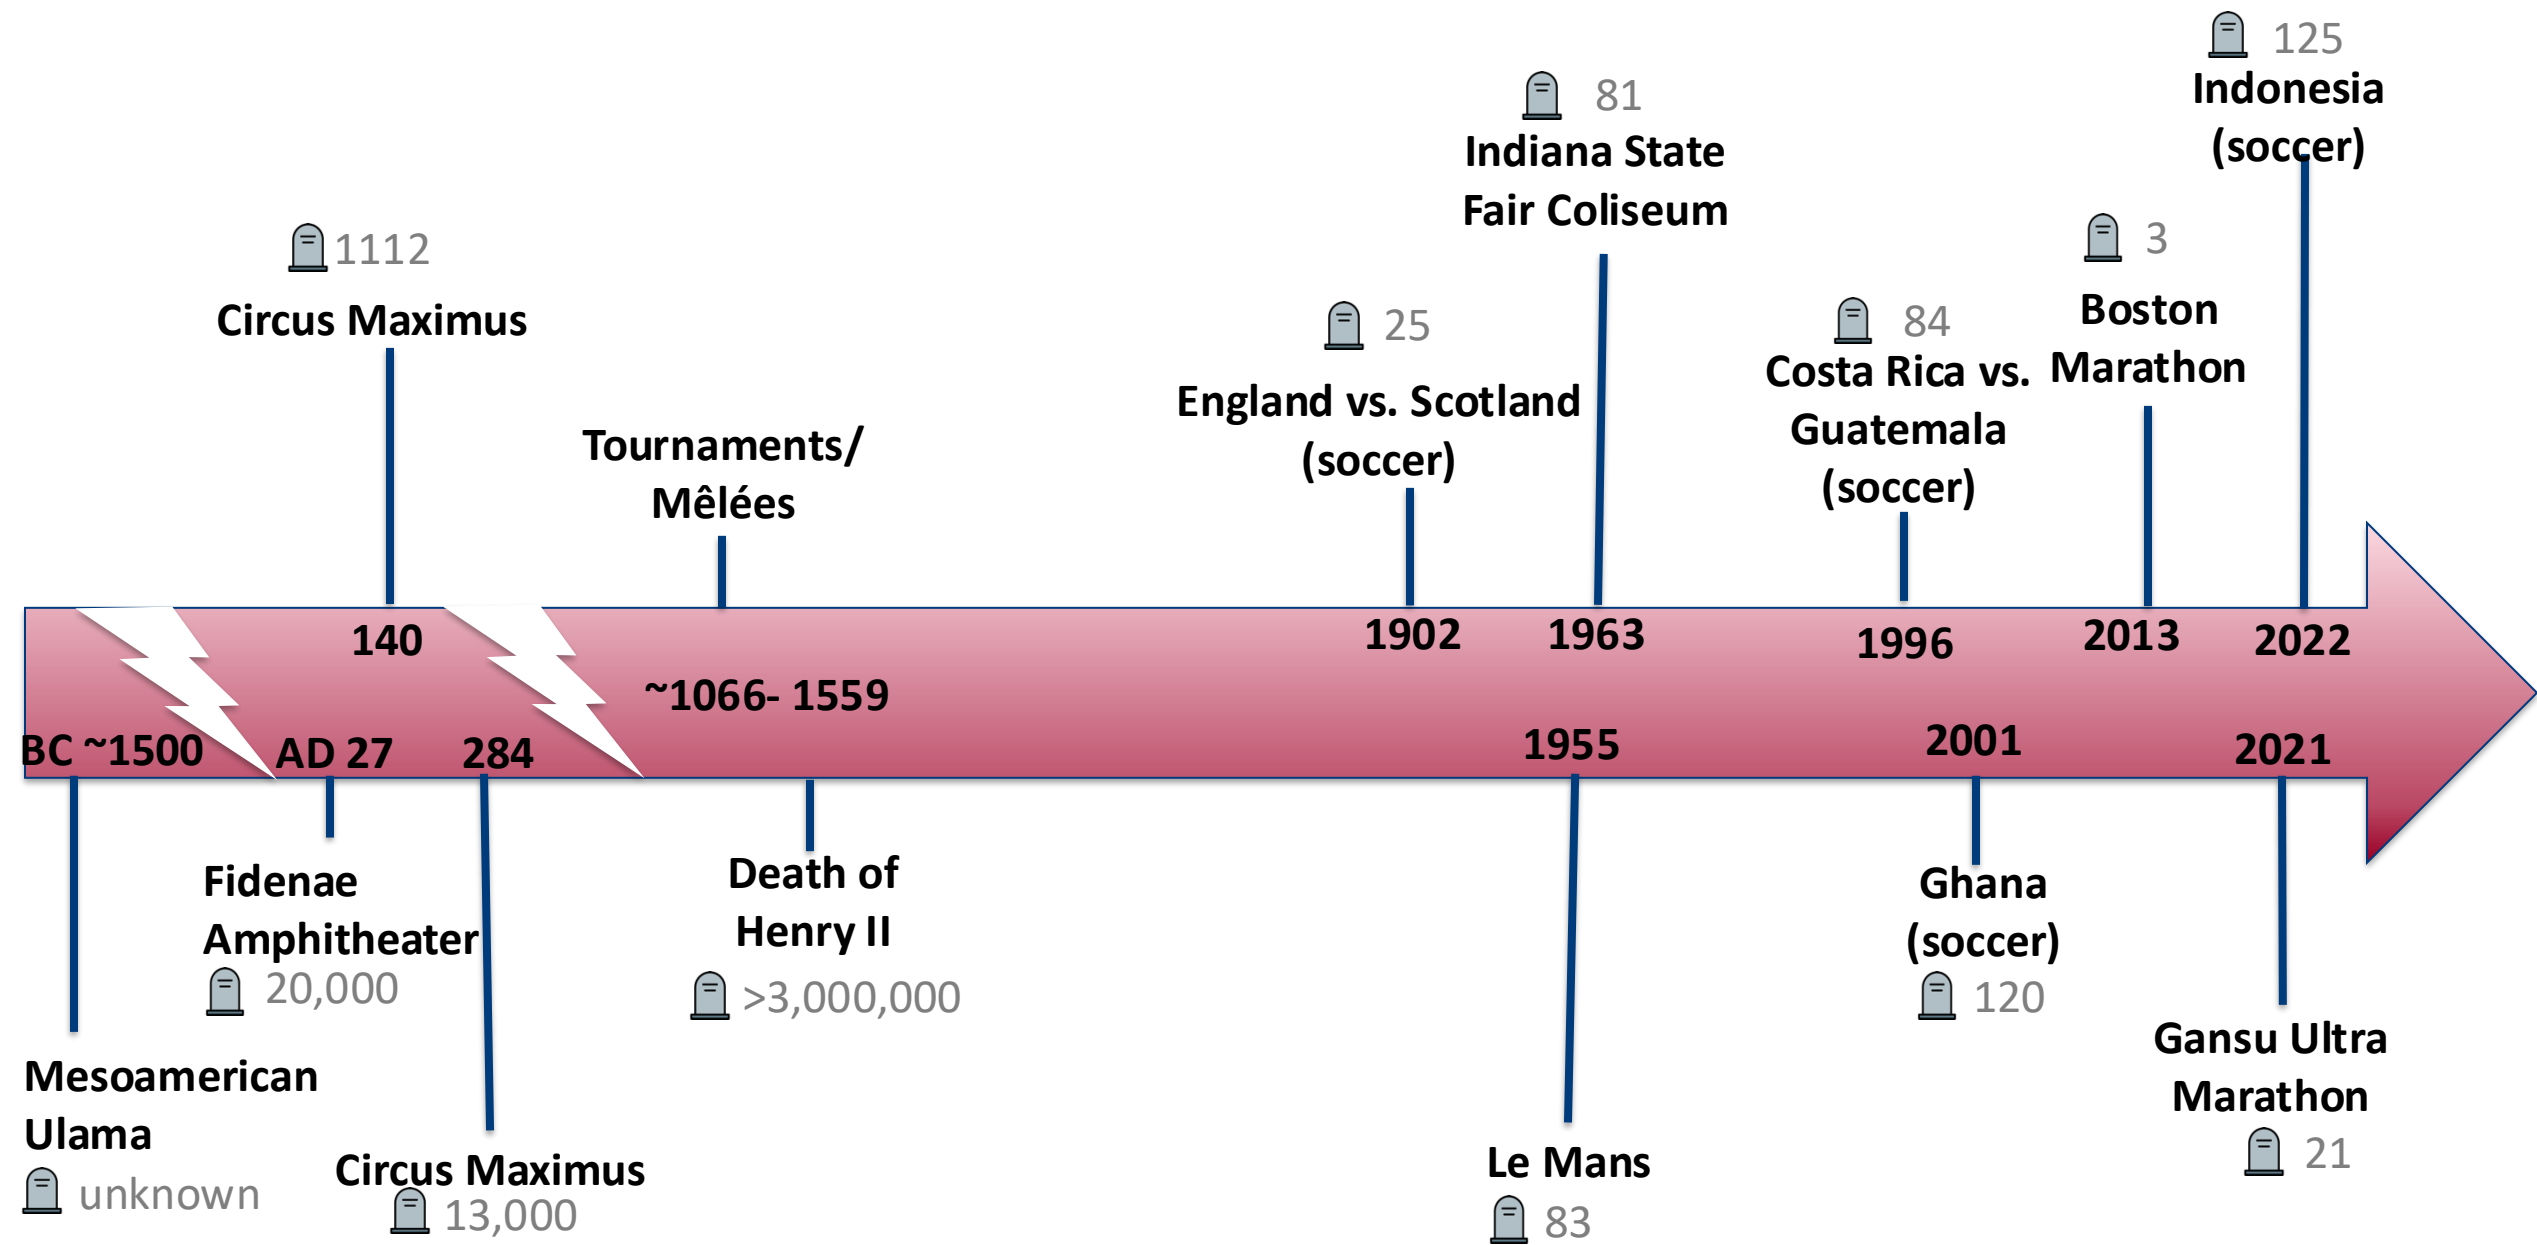 125
Indonesia
(soccer)
81
Indiana State
Fair Coliseum
3
Boston
Marathon
1112
Circus Maximus
25
England vs. Scotland
(soccer)
84
Costa Rica vs.
Guatemala
(soccer)
Tournaments/
Mêlées
140
1902
1963
1996
2013
2022
~1066- 1559
BC ~1500
AD 27
284
1955
2001
2021
Fidenae
Amphitheater
20,000
Death of
Henry II
>3,000,000
Ghana
(soccer)
120
Mesoamerican
Ulama
unknown
Circus Maximus
13,000
Le Mans
83
Gansu Ultra
Marathon
21